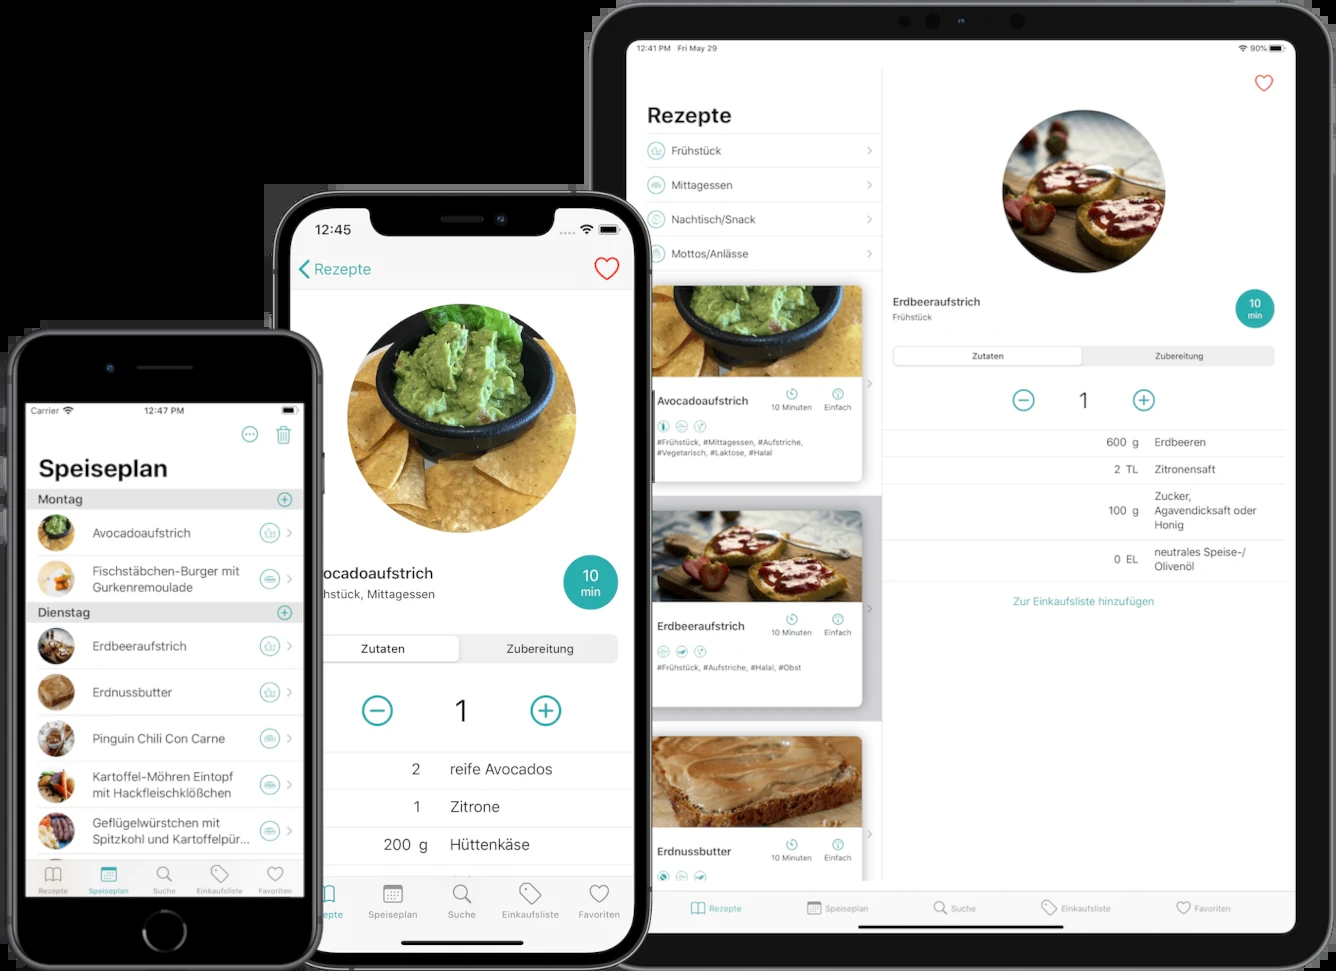 Carrier
12:47 PM
Speiseplan
Montag
Avocadoaufstrich
Fischstäbchen-Burger mit
Gurkenremoulade
Dienstag
Erdbeeraufstrich
Erdnussbutter
Pinguin Chili Con Carne
Kartoffel-Möhren Eintopf
mit Hackfleischklößchen
Geflügelwürstchen mit
Spitzkohl und Kartoffelpür...
Rezepte Speiseplan Suche Einkaufsliste Favoriten
12:45
Rezepte
ocadoaufstrich
hstück, Mittagessen
10
min
Zutaten Zubereitung
1
2 reife Avocados
1 Zitrone
200 g Hüttenkäse
epte Speiseplan Suche Einkaufsliste Favoriten
12:41 PM Fri May 29
90%
Rezepte
Frühstück
Mittagessen
Nachtisch/Snack
Mottos/Anlässe
Avocadoaufstrich
10 Minuten Einfach
#Frühstück, #Mittagessen, #Aufstriche,
#Vegetarisch, #Laktose, #Halal
Erdbeeraufstrich
10 Minuten Einfach
#Frühstück, #Aufstriche, #Halal, #Obst
Erdnussbutter
10 Minuten Einfach
Erdbeeraufstrich
Frühstück
10
min
Zutaten Zubereitung
1
600 g Erdbeeren
2 TL Zitronensaft
100 g Zucker,
Agavendicksaft oder
Honig
0 EL neutrales Speise-/
Olivenöl
Zur Einkaufsliste hinzufügen
Rezepte Speiseplan Suche Einkaufsliste Favoriten